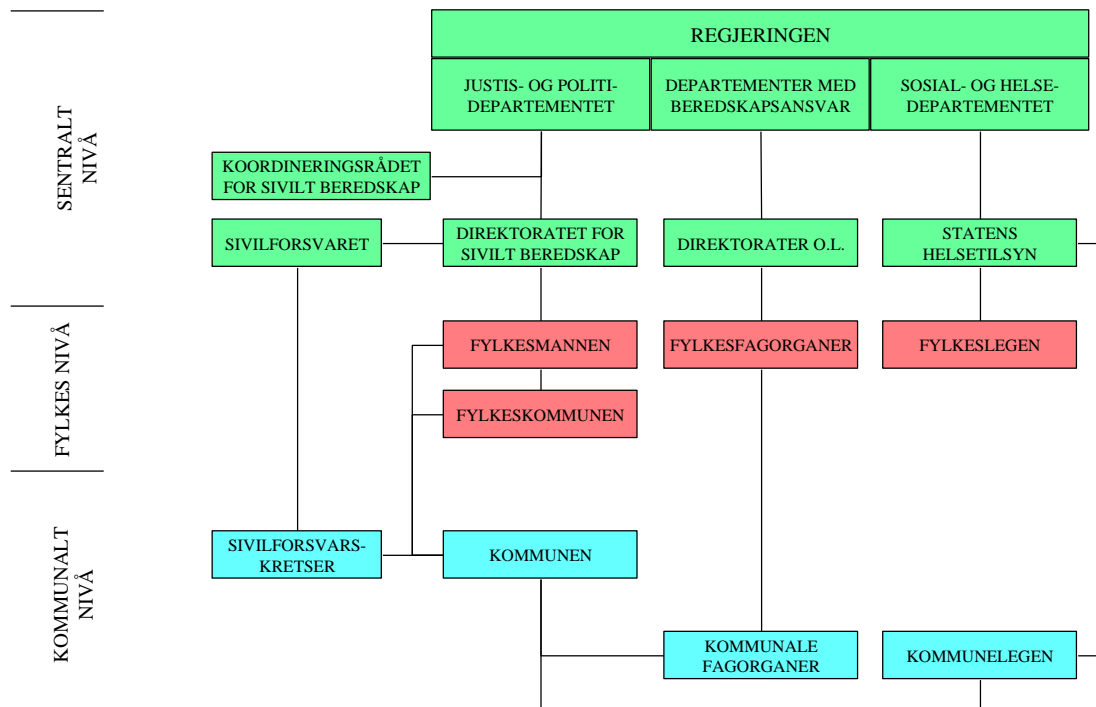 REGJERINGEN
JUSTIS- OG POLITI-
DEPARTEMENTET
DEPARTEMENTER MED
BEREDSKAPSANSVAR
SOSIAL- OG HELSE-
DEPARTEMENTET
SENTRALT
NIVÅ
KOORDINERINGSRÅDET
FOR SIVILT BEREDSKAP
SIVILFORSVARET
DIREKTORATET FOR
SIVILT BEREDSKAP
DIREKTORATER O.L.
STATENS
HELSETILSYN
FYLKES NIVÅ
FYLKESMANNEN
FYLKESFAGORGANER
FYLKESLEGEN
FYLKESKOMMUNEN
KOMMUNALT
NIVÅ
SIVILFORSVARS-
KRETSER
KOMMUNEN
KOMMUNALE
FAGORGANER
KOMMUNELEGEN